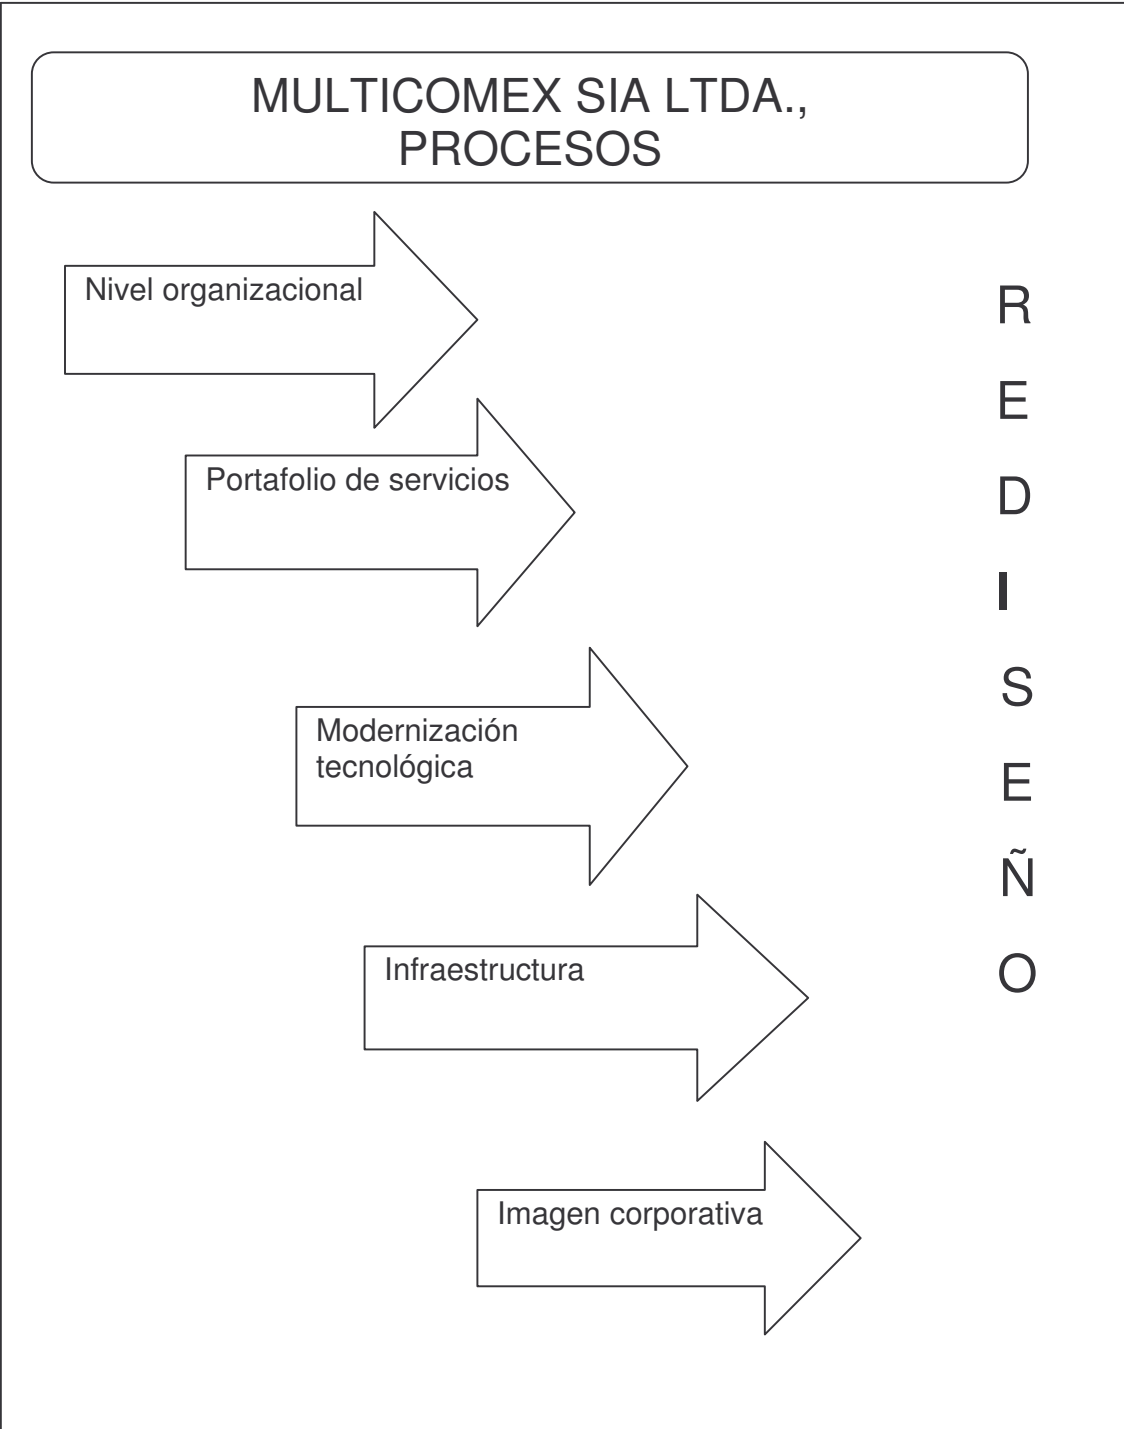 MULTICOMEX SIA LTDA.,
PROCESOS
Nivel organizacional
Portafolio de servicios
Modernización
tecnológica
Infraestructura
Imagen corporativa
R
E
D
I
S
E
Ñ
O